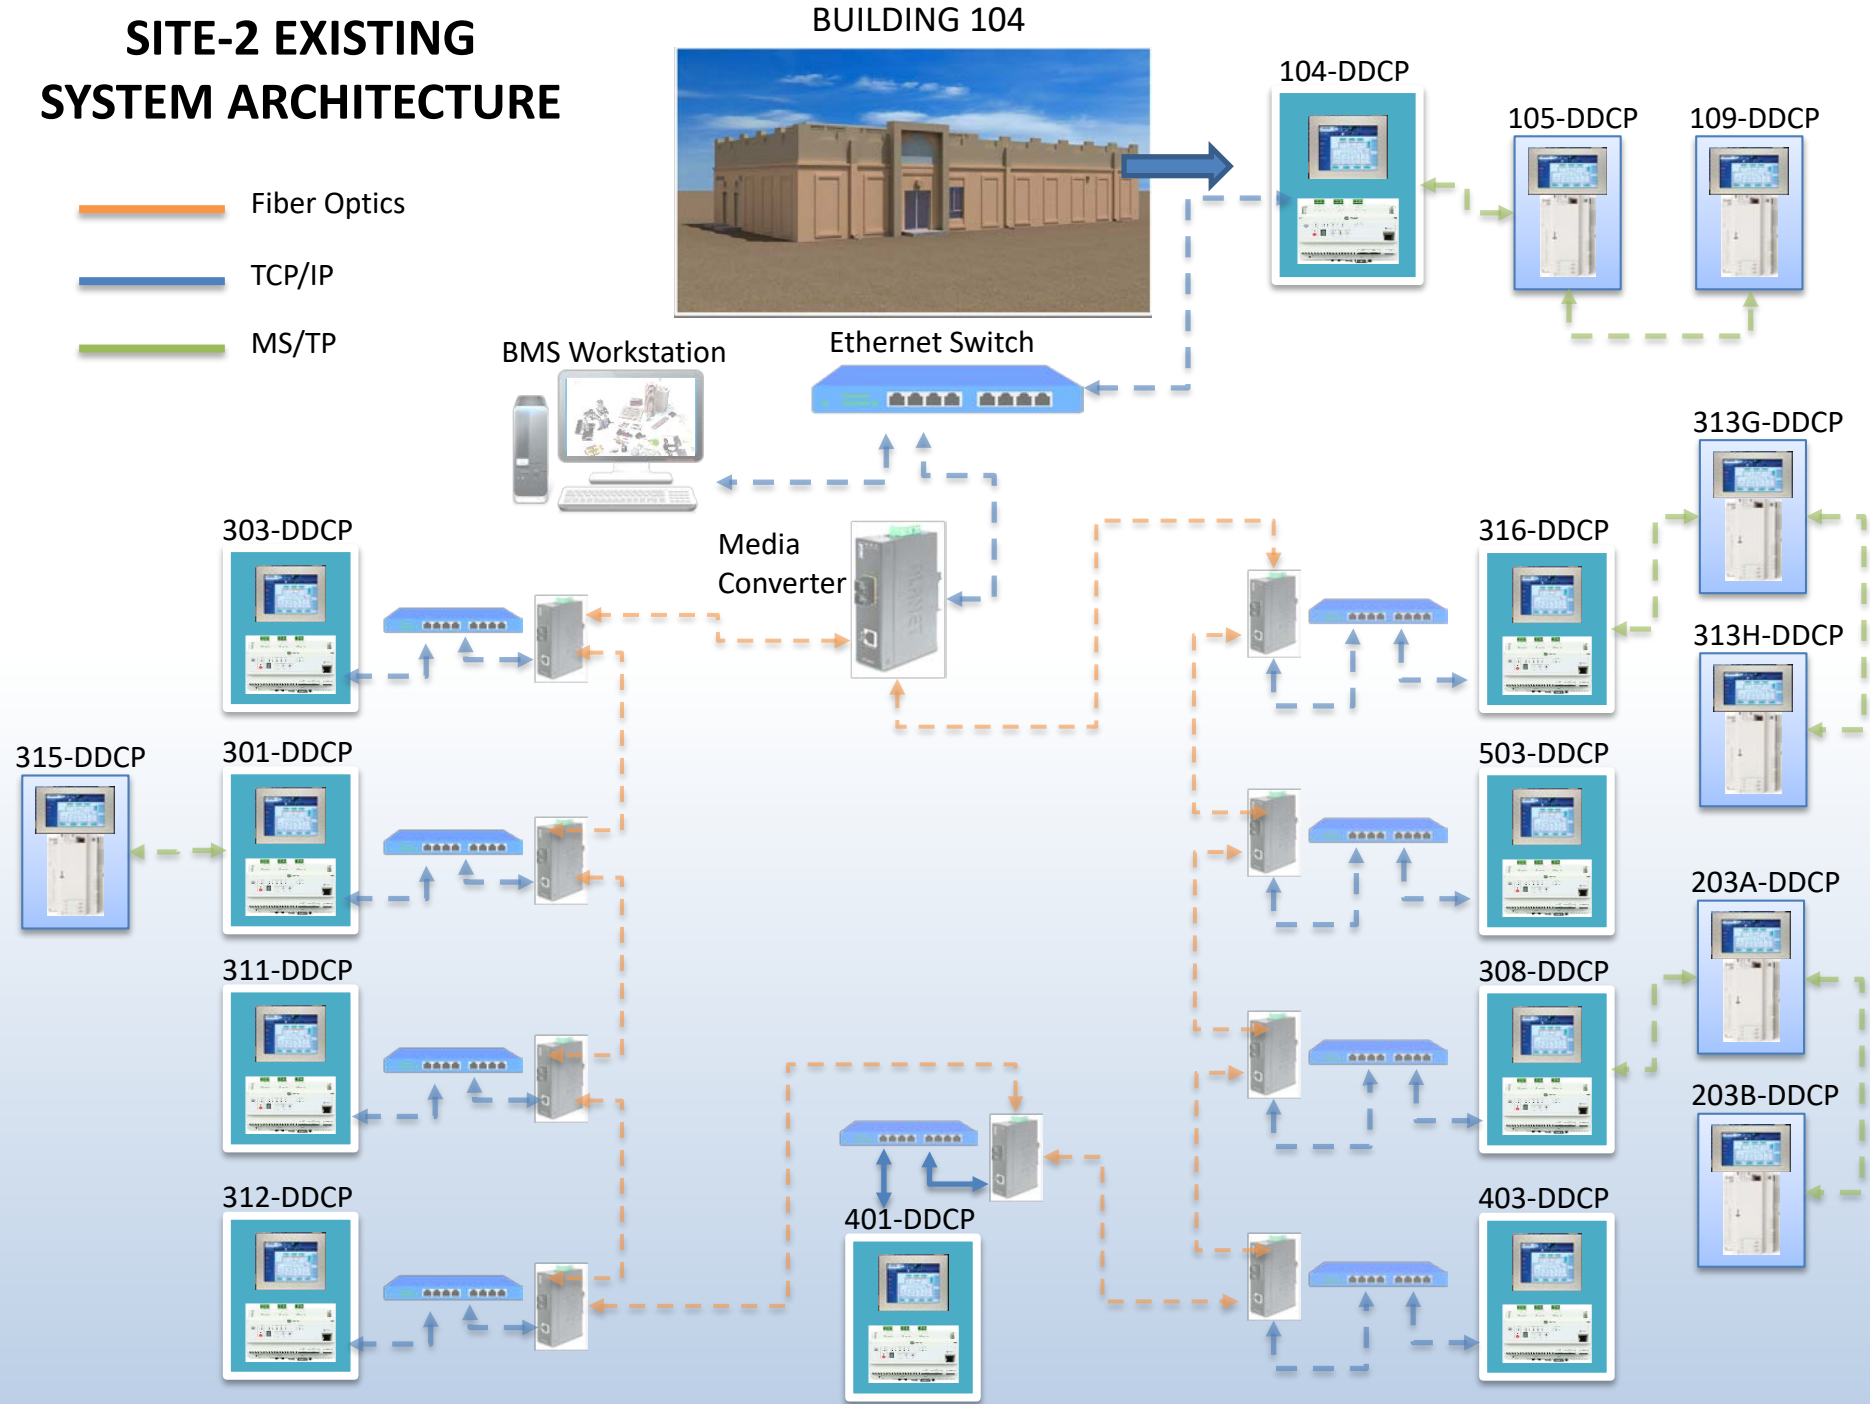 SITE-2 EXISTING
SYSTEM ARCHITECTURE
BUILDING 104
104-DDCP
105-DDCP
109-DDCP
Fiber Optics
TCP/IP
MS/TP
BMS Workstation
Ethernet Switch
313G-DDCP
303-DDCP
Media
Converter
PLANET
316-DDCP
313H-DDCP
315-DDCP
301-DDCP
503-DDCP
203A-DDCP
311-DDCP
308-DDCP
203B-DDCP
312-DDCP
401-DDCP
403-DDCP